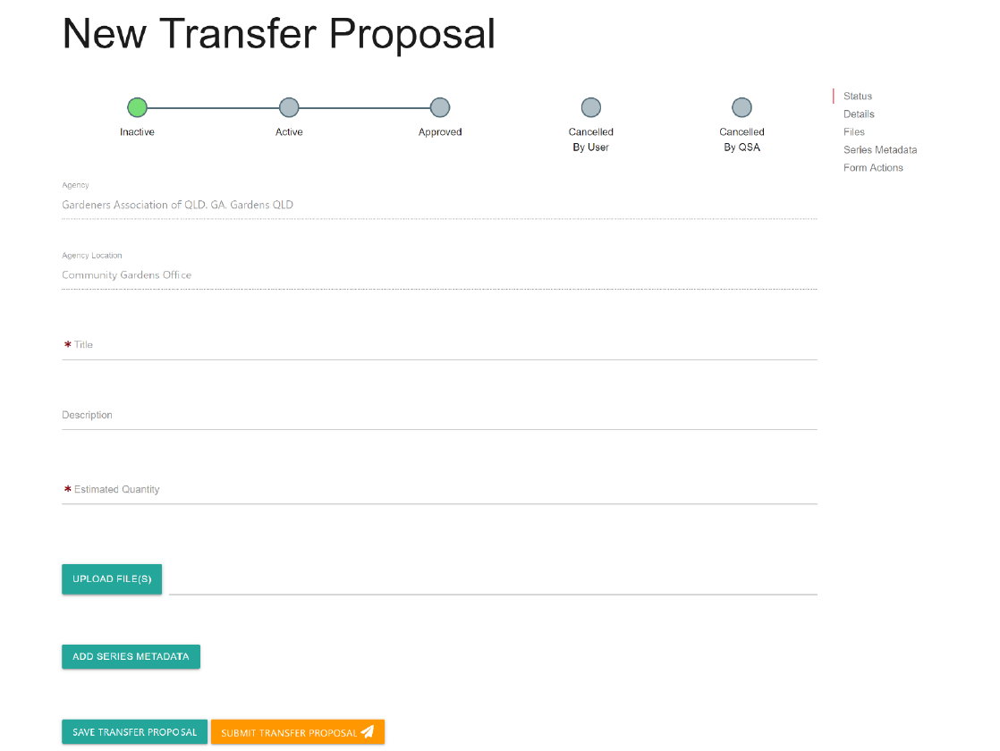 New Transfer Proposal
Inactive
Active
Approved
Cancelled
By User
Cancelled
By QSA
Status
Details
Files
Series Metadata
Form Actions
Agency
Gardeners Association of QLD. GA. Gardens QLD
Agency Location
Community Gardens Office
* Title
Description
* Estimated Quantity
UPLOAD FILE(S)
ADD SERIES METADATA
SAVE TRANSFER PROPOSAL
SUBMIT TRANSFER PROPOSAL